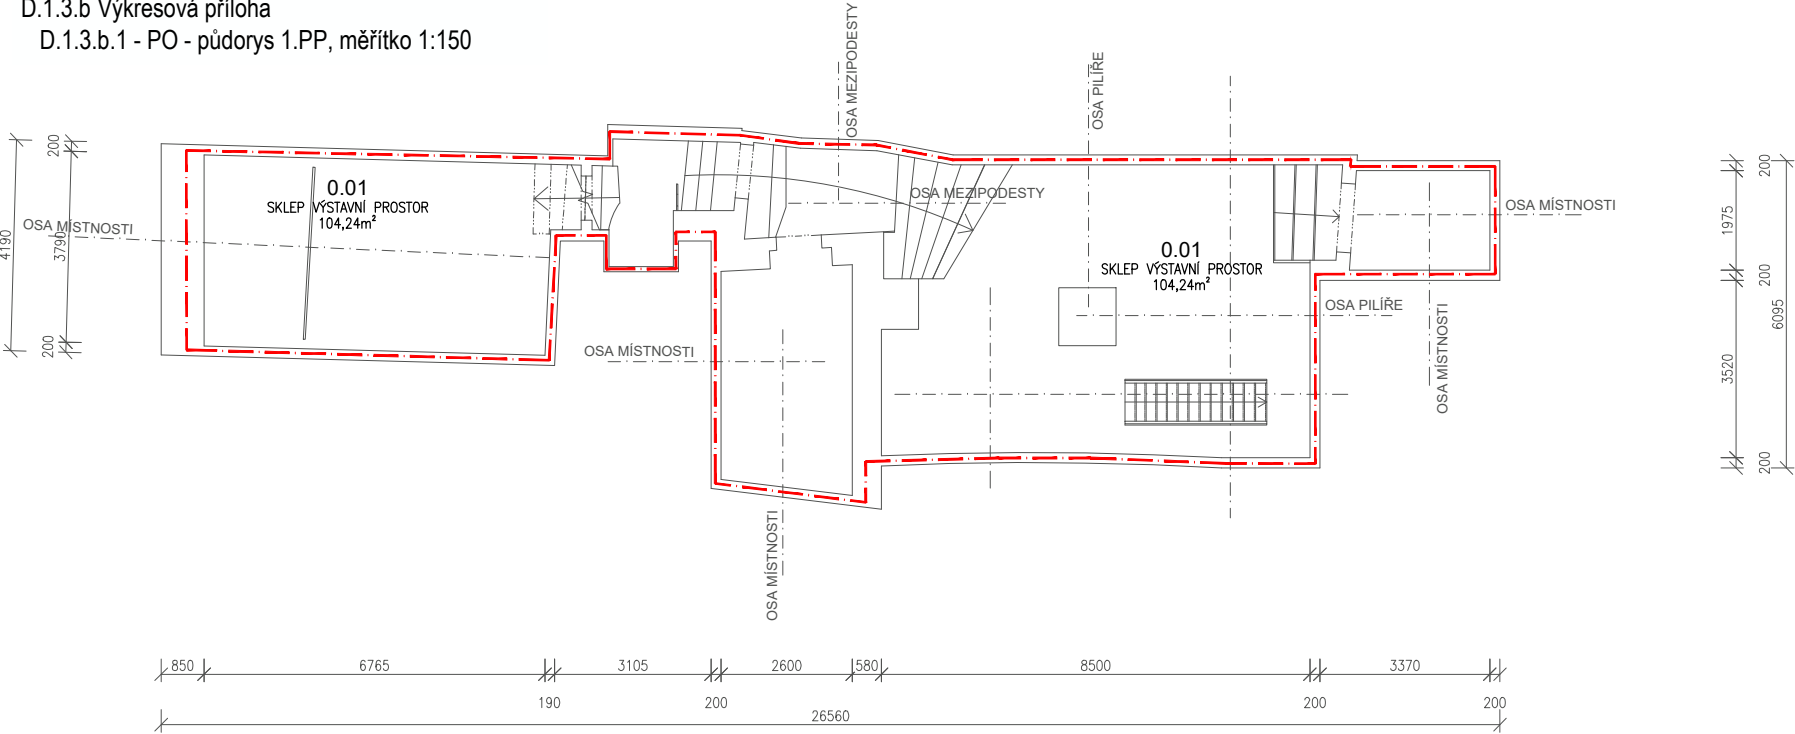 D.1.3.b Výkresová příloha
D.1.3.b.1 - PO - půdorys 1.PP, měřítko 1:150
OSA MEZIPODESTY
OSA PILÍŘE
4190
200
3790
200
OSA MÍSTNOSTI
0.01
SKLEP VÝSTAVNÍ PROSTOR
104,24m²
OSA MEZIPODESTY
0.01
SKLEP VÝSTAVNÍ PROSTOR
104,24m²
OSA MÍSTNOSTI
OSA PILÍŘE
OSA MÍSTNOSTI
OSA MÍSTNOSTI
OSA MÍSTNOSTI
200
1975
200
3520
200
6095
850
6765
3105
2600
580
8500
3370
190
200
200
200
26560